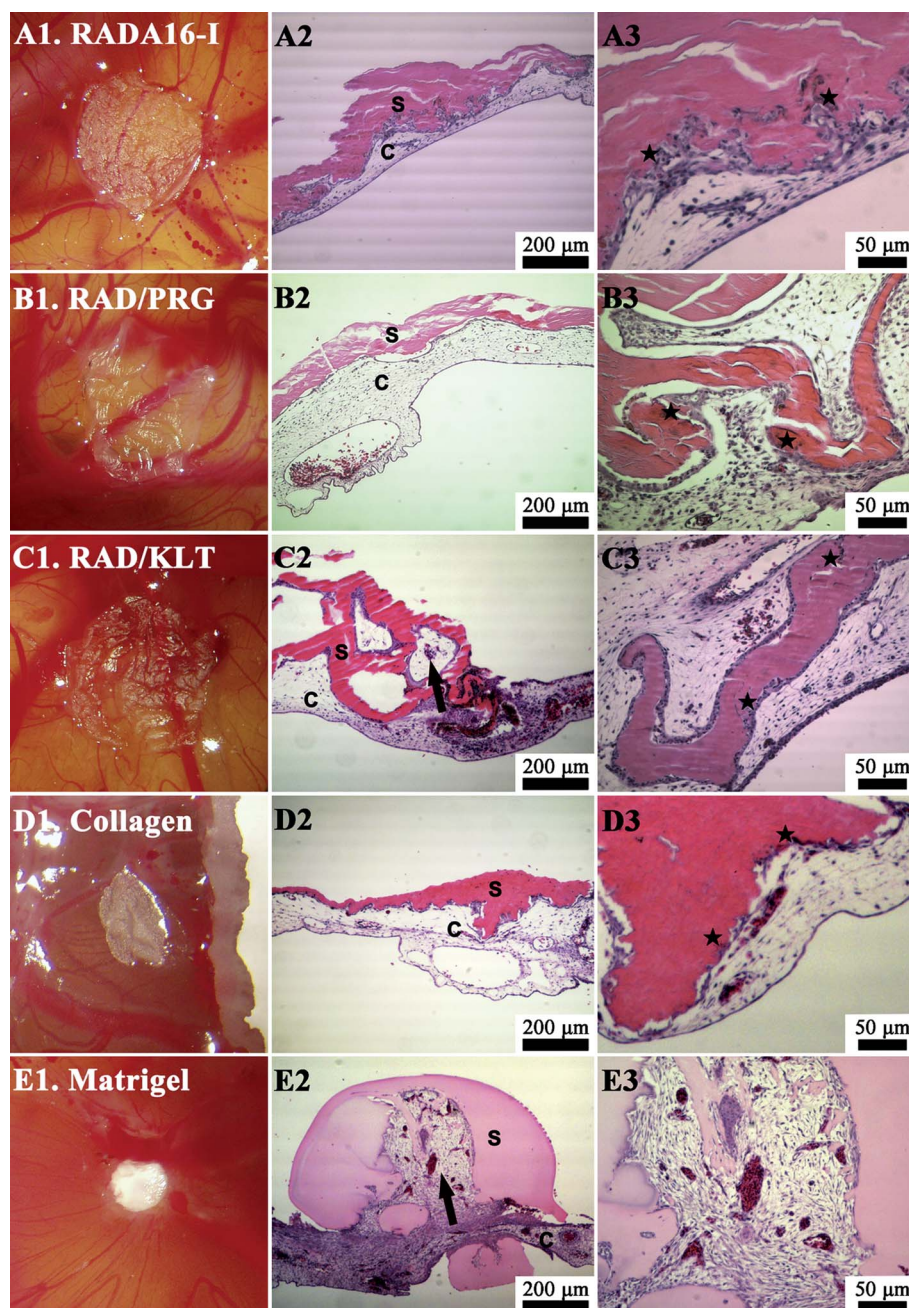 A1. RADA16-I
A2
S
C
200 µm
A3
50 µm
B1. RAD/PRG
B2
S
C
200 µm
B3
50 µm
C1. RAD/KLT
C2
S
C
200 µm
C3
50 µm
D1. Collagen
D2
S
C
200 µm
D3
50 µm
E1. Matrigel
E2
S
C
200 µm
E3
50 µm